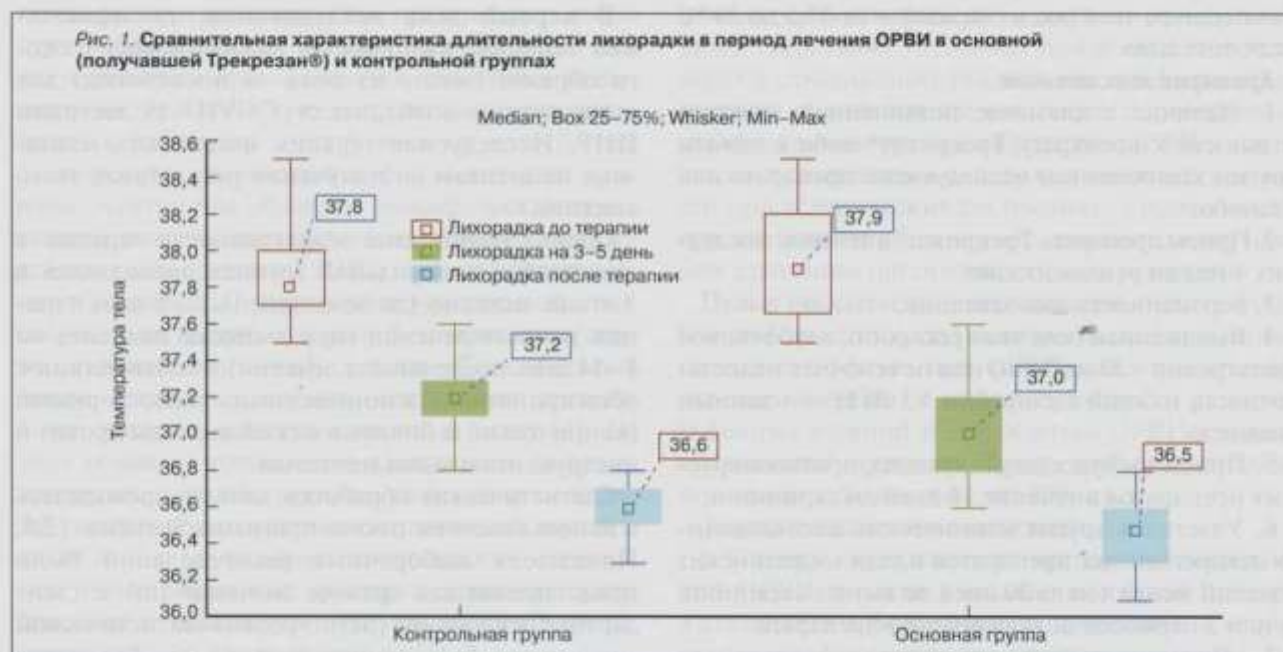 Рис. 1. Сравнительная характеристика длительности лихорадки в период лечения ОРВИ в основной
(получавшей Трекрезан®) и контрольной группах
Median; Box 25–75%; Whisker; Min–Max
Температура тела
38,6
38,4
38,2
38,0
37,8
37,6
37,4
37,2
37,0
36,8
36,6
36,4
36,2
36,0
37,8
37,9
Лихорадка до терапии
Лихорадка на 3–5 день
Лихорадка после терапии
37,2
37,0
36,6
36,5
Контрольная группа
Основная группа